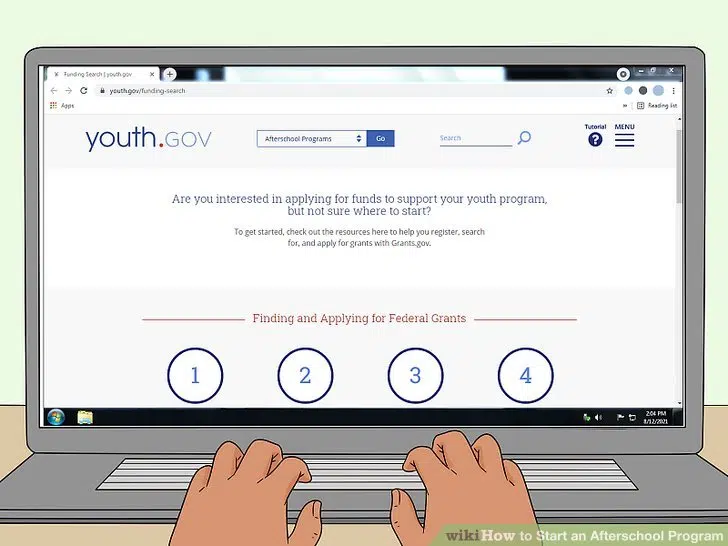 Funding Search | youth.gov
youth.gov/funding-search
Apps
»
Reading list
youth.GOV
Afterschool Programs
Go
Search
Tutorial
MENU
Are you interested in applying for funds to support your youth program,
but not sure where to start?
To get started, check out the resources here to help you register, search
for, and apply for grants with Grants.gov.
Finding and Applying for Federal Grants
1
2
3
4
2:04 PM
8/12/2021
wikiHow to Start an Afterschool Program